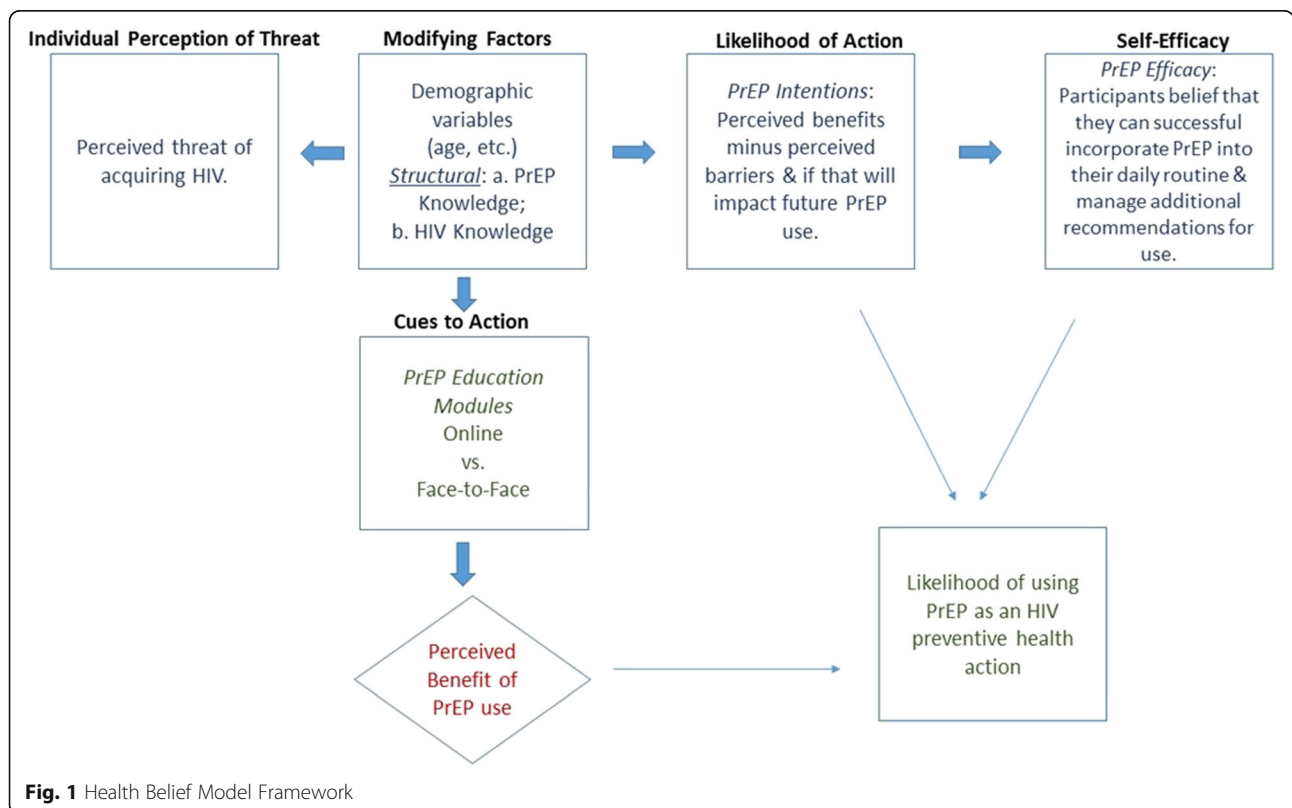 Individual Perception of Threat
Perceived threat of
acquiring HIV.
Modifying Factors
Demographic
variables
(age, etc.)
Structural: a. PrEP
Knowledge;
b. HIV Knowledge
Likelihood of Action
PrEP Intentions:
Perceived benefits
minus perceived
barriers & if that will
impact future PrEP
use.
Self-Efficacy
PrEP Efficacy:
Participants belief that
they can successful
incorporate PrEP into
their daily routine &
manage additional
recommendations for
use.
Cues to Action
PrEP Education
Modules
Online
vs.
Face-to-Face
Perceived
Benefit of
PrEP use
Likelihood of using
PrEP as an HIV
preventive health
action
Fig. 1 Health Belief Model Framework